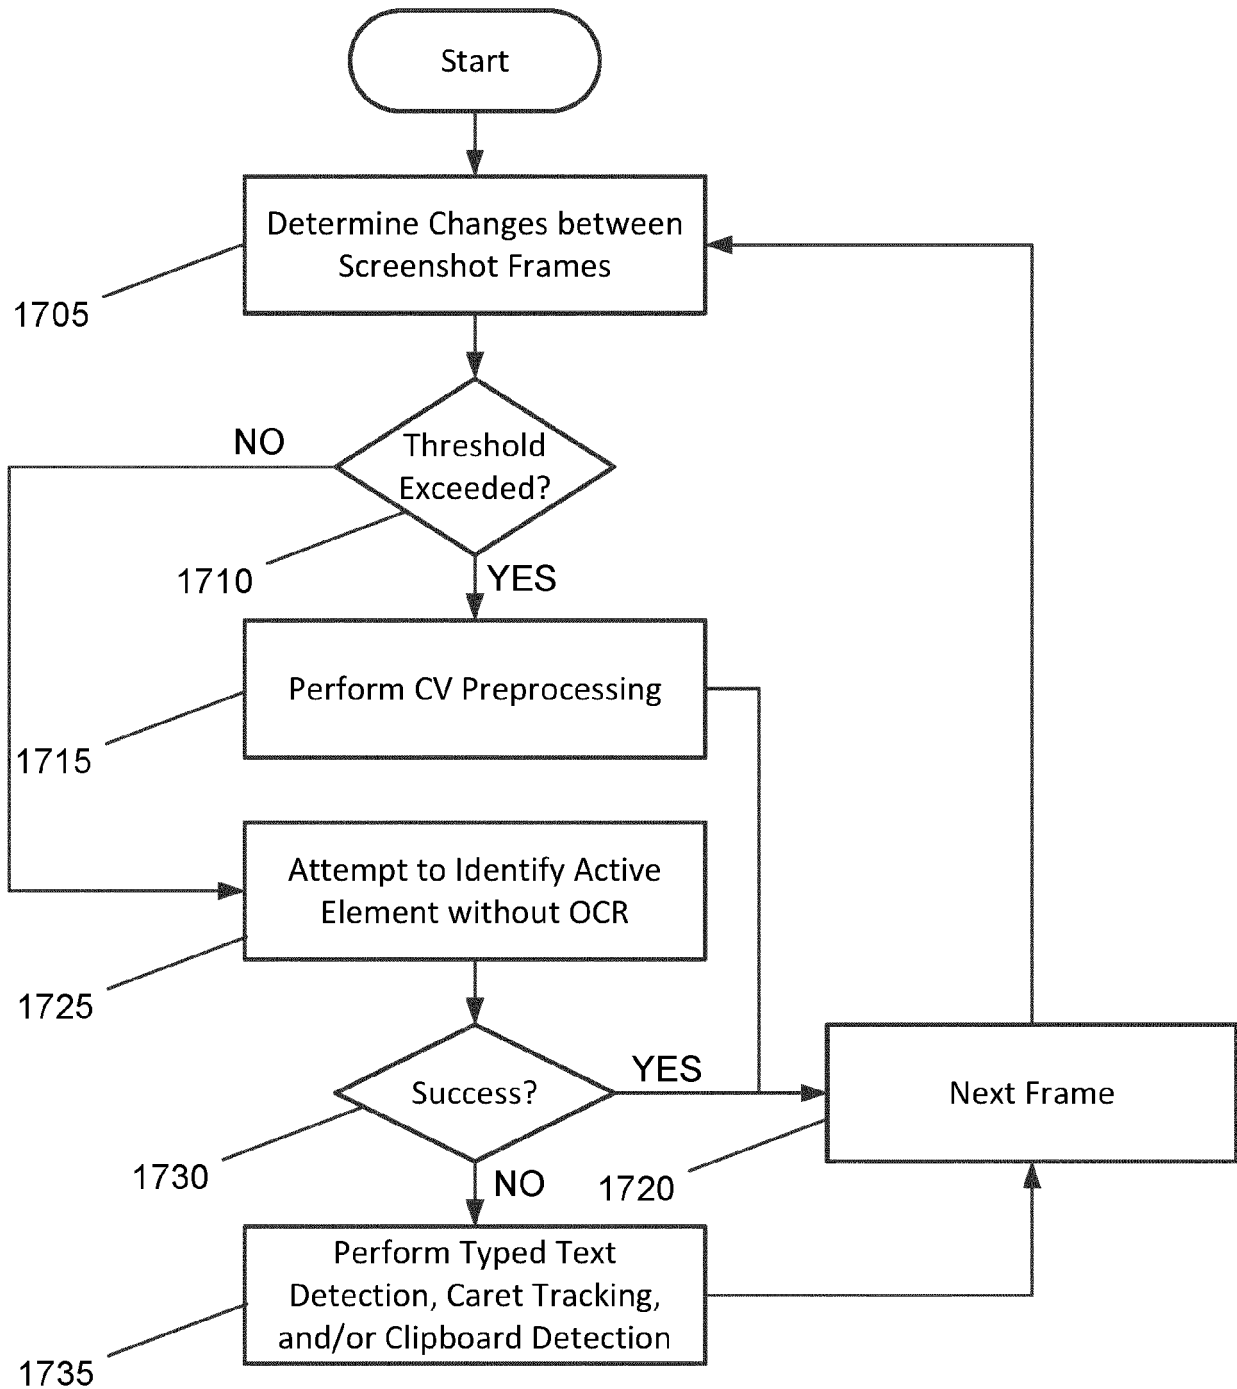 Start
Determine Changes between
Screenshot Frames
1705
NO
Threshold
Exceeded?
1710
YES
Perform CV Preprocessing
1715
Attempt to Identify Active
Element without OCR
1725
Success?
YES
Next Frame
1730
NO
1720
Perform Typed Text
Detection, Caret Tracking,
and/or Clipboard Detection
1735